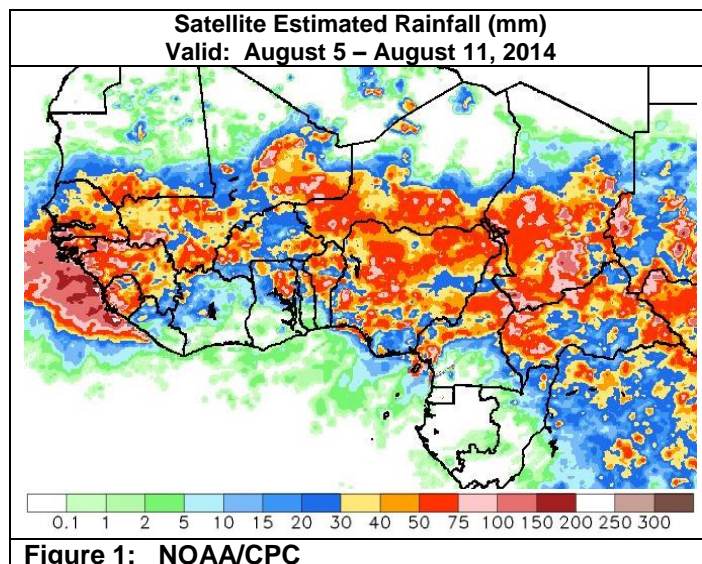 Satellite Estimated Rainfall (mm)
Valid: August 5 – August 11, 2014
0.1 1 2 5 10 15 20 30 40 50 75 100 150 200 250 300
Figure 1: NOAA/CPC